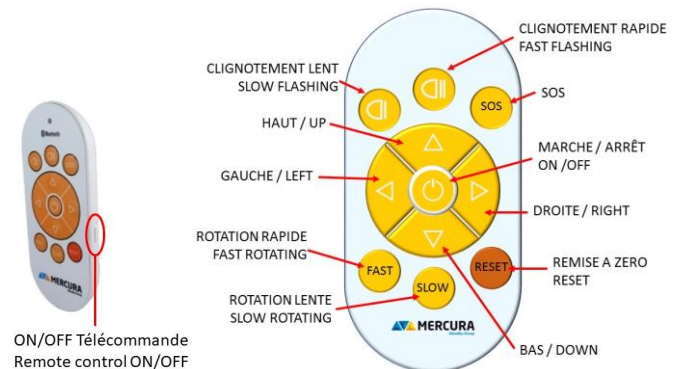 CLIGNOTEMENT RAPIDE
FAST FLASHING
CLIGNOTEMENT LENT
SLOW FLASHING
SOS
SOS
HAUT / UP
MARCHE / ARRÊT
ON /OFF
GAUCHE / LEFT
DROITE / RIGHT
ROTATION RAPIDE
FAST ROTATING
FAST
SLOW
RESET
REMISE A ZERO
RESET
ROTATION LENTE
SLOW ROTATING
MERCURA
BAS / DOWN
Bluetooth
MERCURA
ON/OFF Télécommande
Remote control ON/OFF